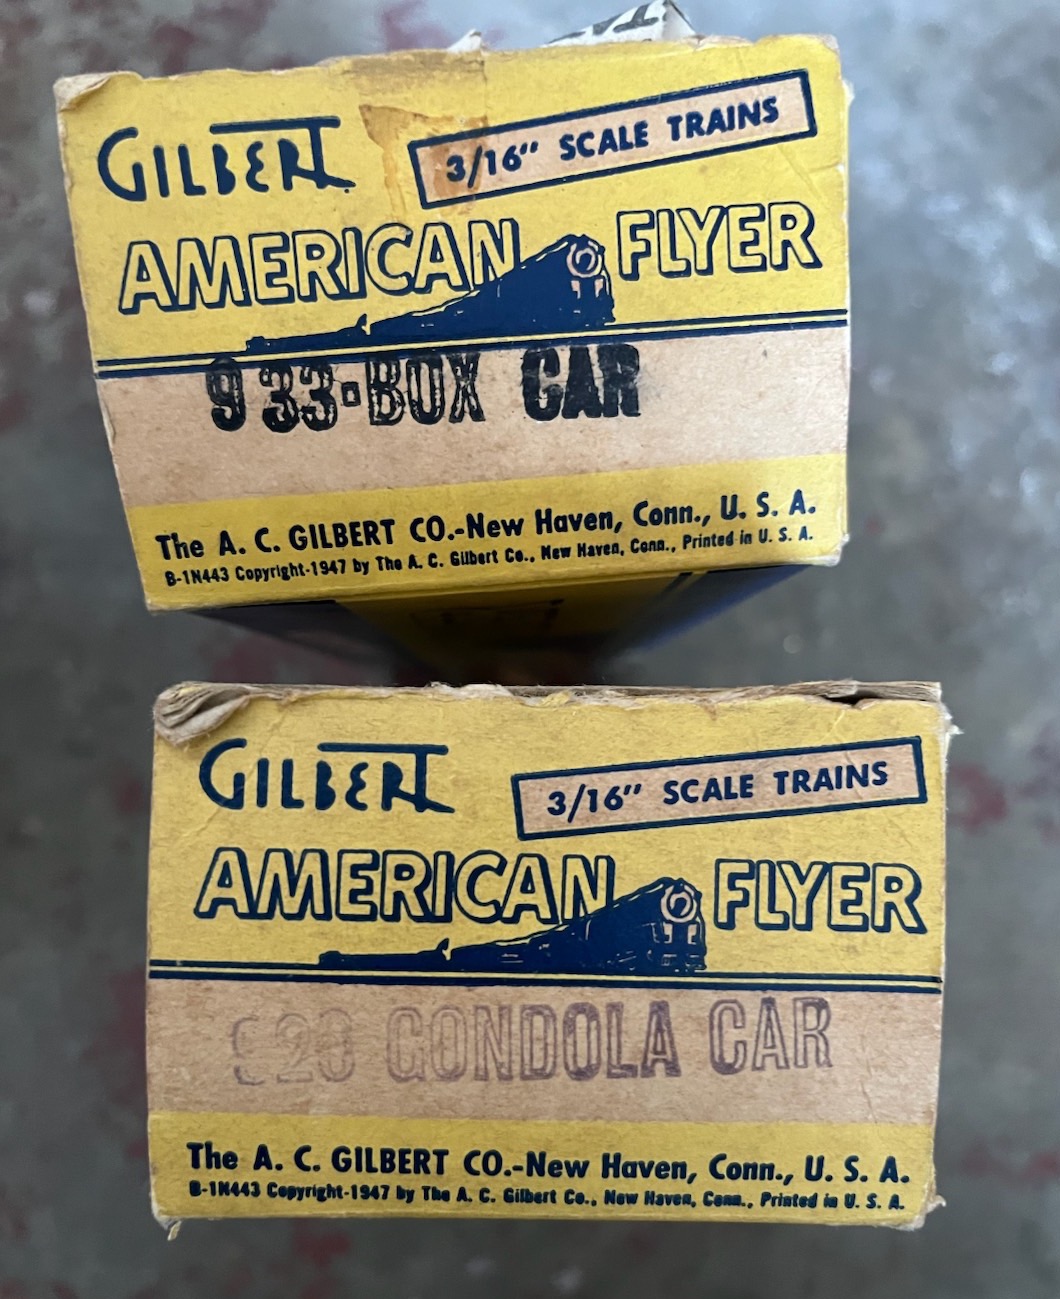 GILBERT
3/16" SCALE TRAINS
AMERICAN FLYER
933-BOX CAR
The A. C. GILBERT CO.-New Haven, Conn., U. S. A.
B-1N443 Copyright-1947 by The A. C. Gilbert Co., New Haven, Conn., Printed in U. S. A.
GILBERT
3/16" SCALE TRAINS
AMERICAN FLYER
GONDOLA CAR
The A. C. GILBERT CO.-New Haven, Conn., U. S. A.
B-1N443 Copyright-1947 by The A. C. Gilbert Co., New Haven, Conn., Printed in U. S. A.